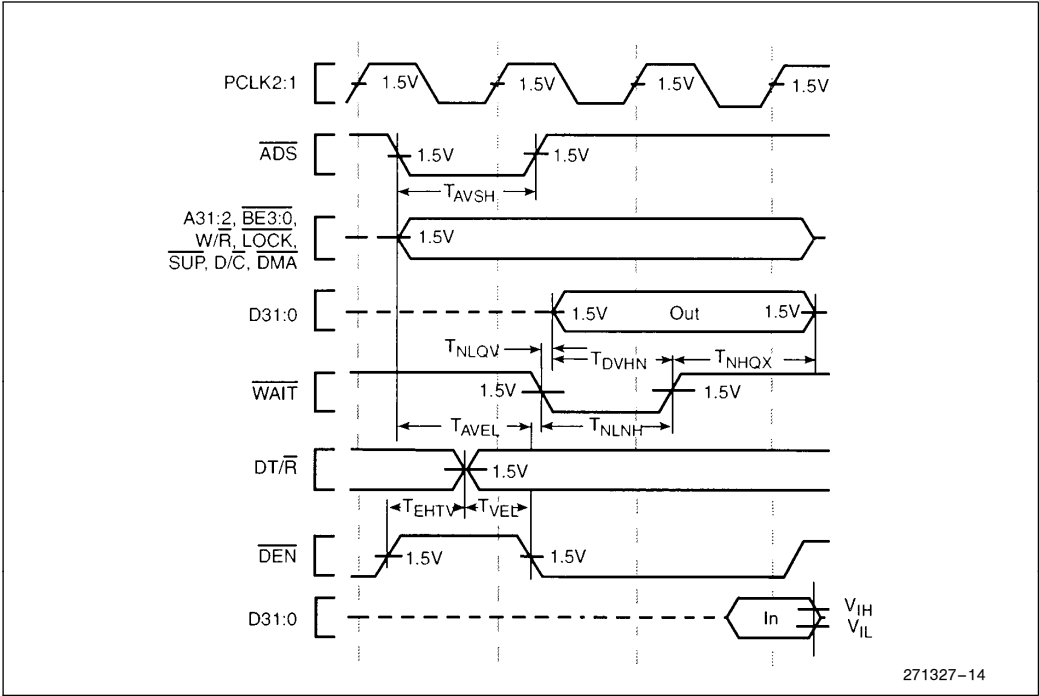 PCLK2:1
1.5V 1.5V 1.5V 1.5V
ADS
1.5V 1.5V
TAVSH
A31:2, BE3:0,
W/R, LOCK,
SUP, D/C, DMA
1.5V
D31:0
1.5V Out 1.5V
TNLQV TDVHN TNHQX
WAIT
1.5V 1.5V
TAVEL TNLNH
DT/R
1.5V
TEHTV TVEL
DEN
1.5V 1.5V
D31:0
In
VIH
VIL
271327-14